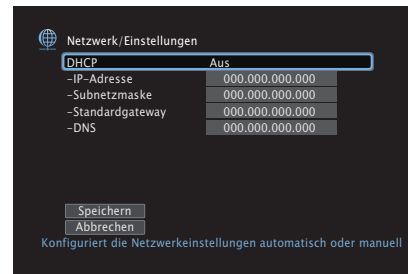 Netzwerk/Einstellungen
DHCP Aus
-IP-Adresse 000.000.000.000
-Subnetzmaske 000.000.000.000
-Standardgateway 000.000.000.000
-DNS 000.000.000.000
Speichern
Abbrechen
Konfiguriert die Netzwerkeinstellungen automatisch oder manuell